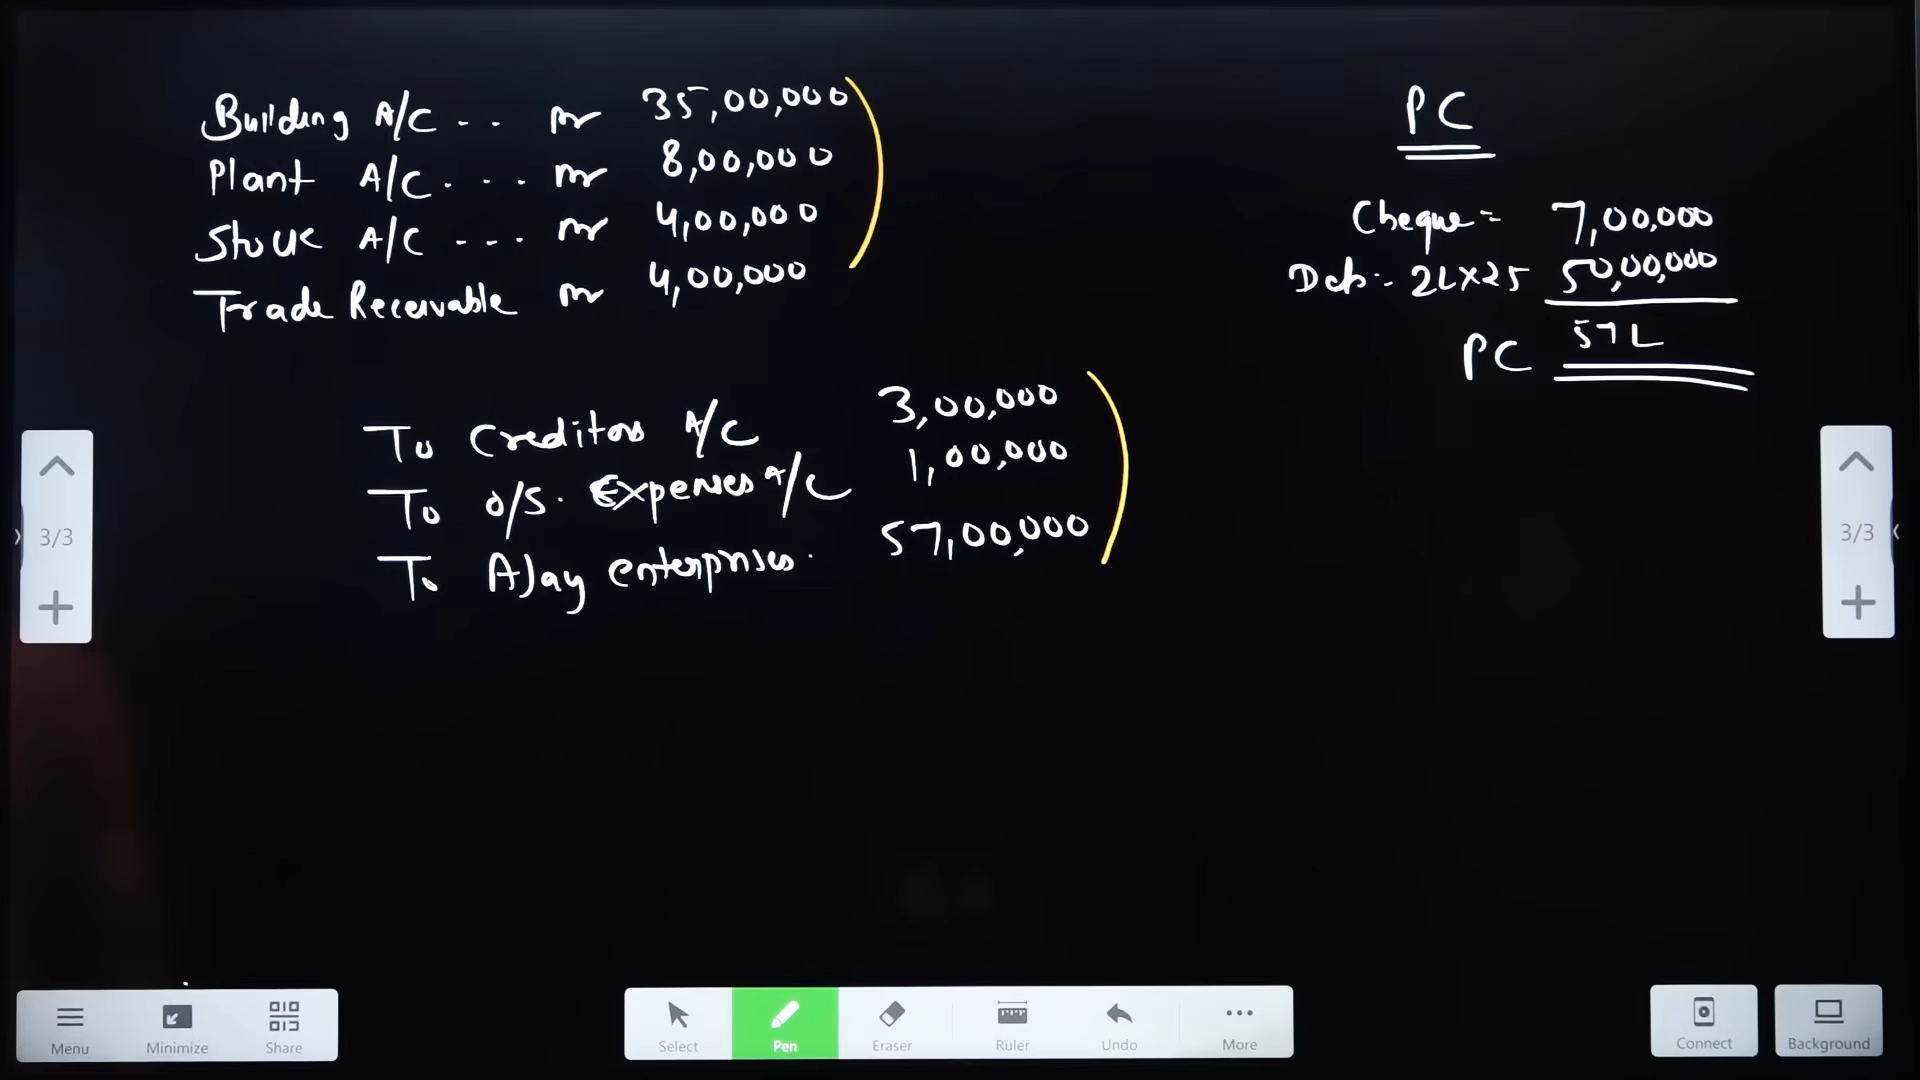 Building A/C .. Dr 35,00,000
Plant A/C . . . Dr 8,00,000
Stock A/C - - - Dr 4,00,000
Trade Receivable Dr 4,00,000
To Creditors A/C 3,00,000
To O/S. Expenses A/C 1,00,000
To Ajay enterprises. 57,00,000
PC
Cheque = 7,00,000
Deb:- 2L×25 50,00,000
PC 57L
3/3
3/3
Menu Minimize Share
Select Pen Eraser Ruler Undo More
Connect Background